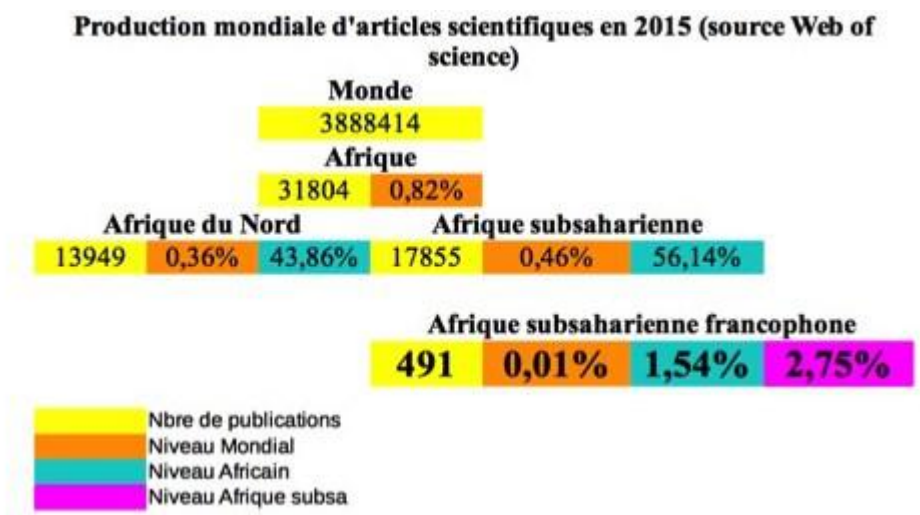 Production mondiale d'articles scientifiques en 2015 (source Web of
science)
Monde
3888414
Afrique
31804 0,82%
Afrique du Nord Afrique subsaharienne
13949 0,36% 43,86% 17855 0,46% 56,14%
Afrique subsaharienne francophone
491 0,01% 1,54% 2,75%
Nbre de publications
Niveau Mondial
Niveau Africain
Niveau Afrique subsa